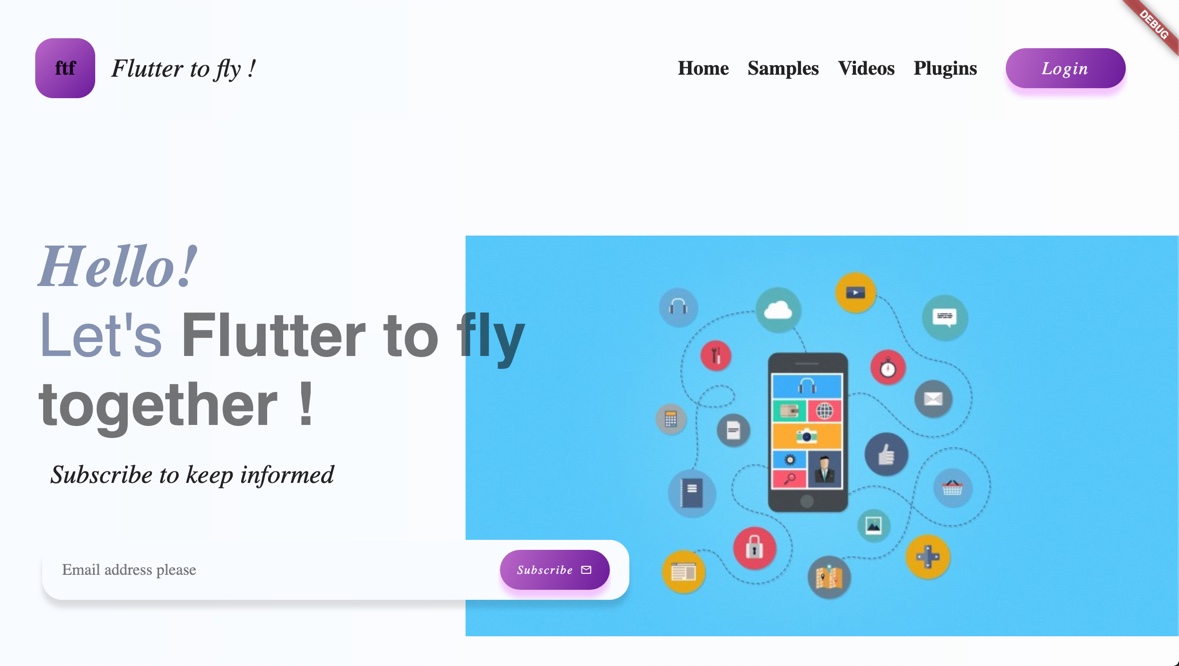 DEBUG
ftf Flutter to fly ! Home Samples Videos Plugins Login
Hello!
Let's Flutter to fly
together !
Subscribe to keep informed
Email address please Subscribe